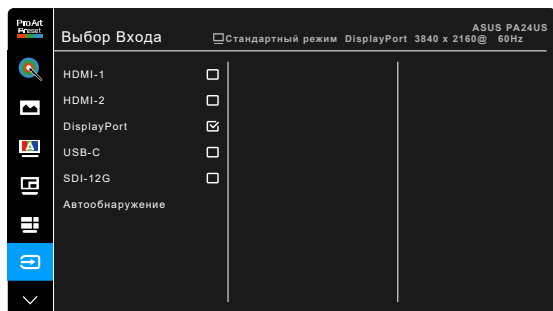 ProArt
Preset
ASUS PA24US
Выбор Входа
Стандартный режим DisplayPort 3840 x 2160@ 60Hz
HDMI-1
HDMI-2
DisplayPort
USB-C
SDI-12G
Автообнаружение
A